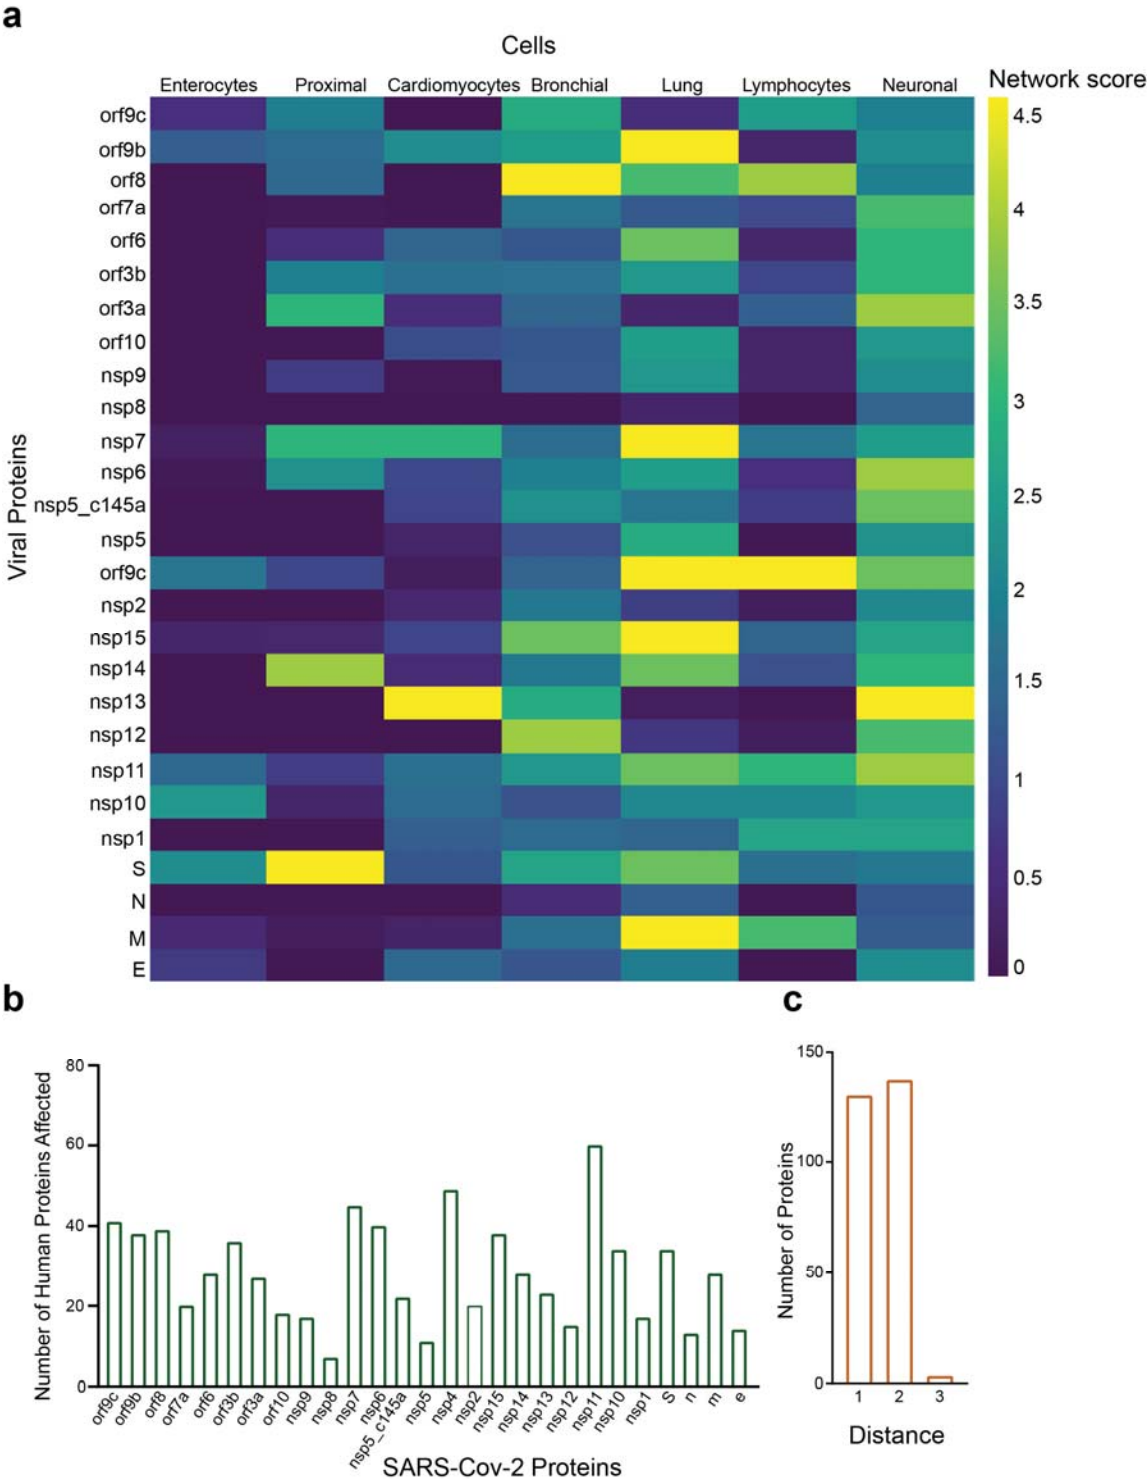 a
Cells
Enterocytes Proximal Cardiomyocytes Bronchial Lung Lymphocytes Neuronal
Network score
Viral Proteins
orf9c
orf9b
orf8
orf7a
orf6
orf3b
orf3a
orf10
nsp9
nsp8
nsp7
nsp6
nsp5_c145a
nsp5
orf9c
nsp2
nsp15
nsp14
nsp13
nsp12
nsp11
nsp10
nsp1
S
N
M
E
4.5
4
3.5
3
2.5
2
1.5
1
0.5
0
b
Number of Human Proteins Affected
80
60
40
20
0
orf9c orf9b orf8 orf7a orf6 orf3b orf3a orf10 nsp9 nsp8 nsp7 nsp6 nsp5_c145a nsp5 nsp4 nsp2 nsp15 nsp14 nsp13 nsp12 nsp11 nsp10 nsp1 S n m e
SARS-Cov-2 Proteins
c
Number of Proteins
150
100
50
0
1 2 3
Distance